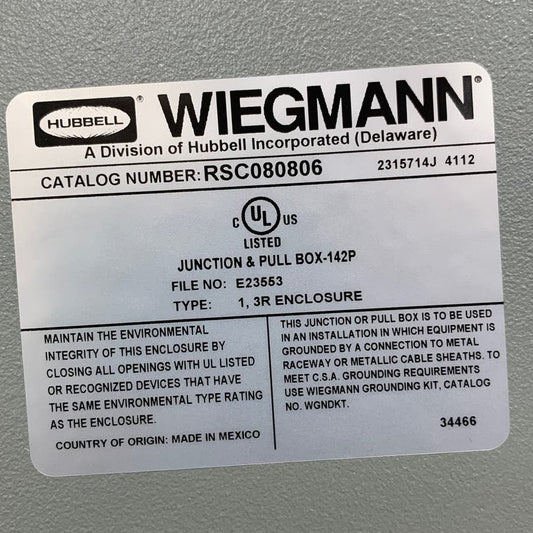 HUBBELL® WIEGMANN®
A Division of Hubbell Incorporated (Delaware)
CATALOG NUMBER: RSC080806 2315714J 4112
C UL US
LISTED
JUNCTION & PULL BOX-142P
FILE NO: E23553
TYPE: 1, 3R ENCLOSURE
MAINTAIN THE ENVIRONMENTAL
INTEGRITY OF THIS ENCLOSURE BY
CLOSING ALL OPENINGS WITH UL LISTED
OR RECOGNIZED DEVICES THAT HAVE
THE SAME ENVIRONMENTAL TYPE RATING
AS THE ENCLOSURE.
COUNTRY OF ORIGIN: MADE IN MEXICO
THIS JUNCTION OR PULL BOX IS TO BE USED
IN AN INSTALLATION IN WHICH EQUIPMENT IS
GROUNDED BY A CONNECTION TO METAL
RACEWAY OR METALLIC CABLE SHEATHS. TO
MEET C.S.A. GROUNDING REQUIREMENTS
USE WIEGMANN GROUNDING KIT, CATALOG
NO. WGNDKT.
34466